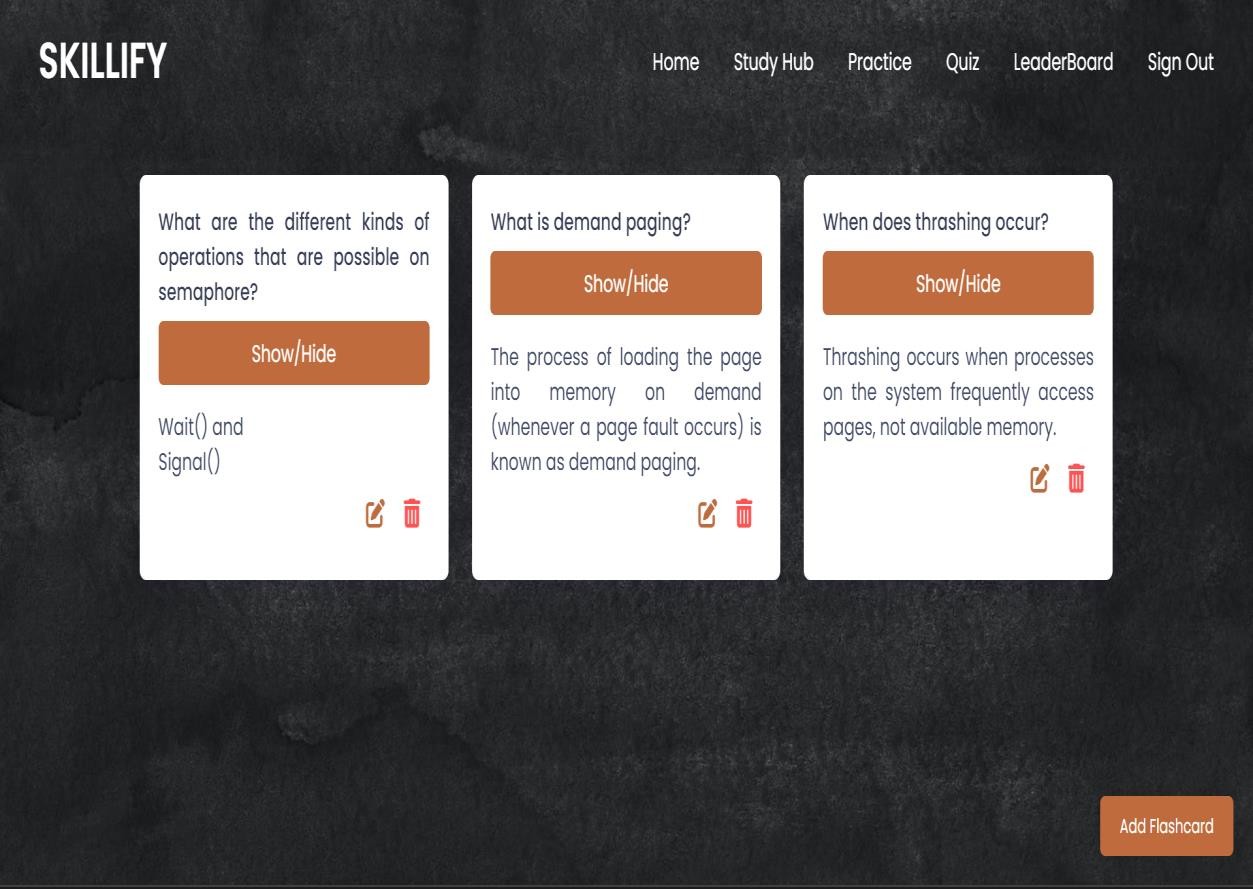 SKILLIFY
Home
Study Hub
Practice
Quiz
LeaderBoard
Sign Out
What are the different kinds of
operations that are possible on
semaphore?
Show/Hide
Wait() and
Signal()
What is demand paging?
Show/Hide
The process of loading the page
into memory on demand
(whenever a page fault occurs) is
known as demand paging.
When does thrashing occur?
Show/Hide
Thrashing occurs when processes
on the system frequently access
pages, not available memory.
Add Flashcard